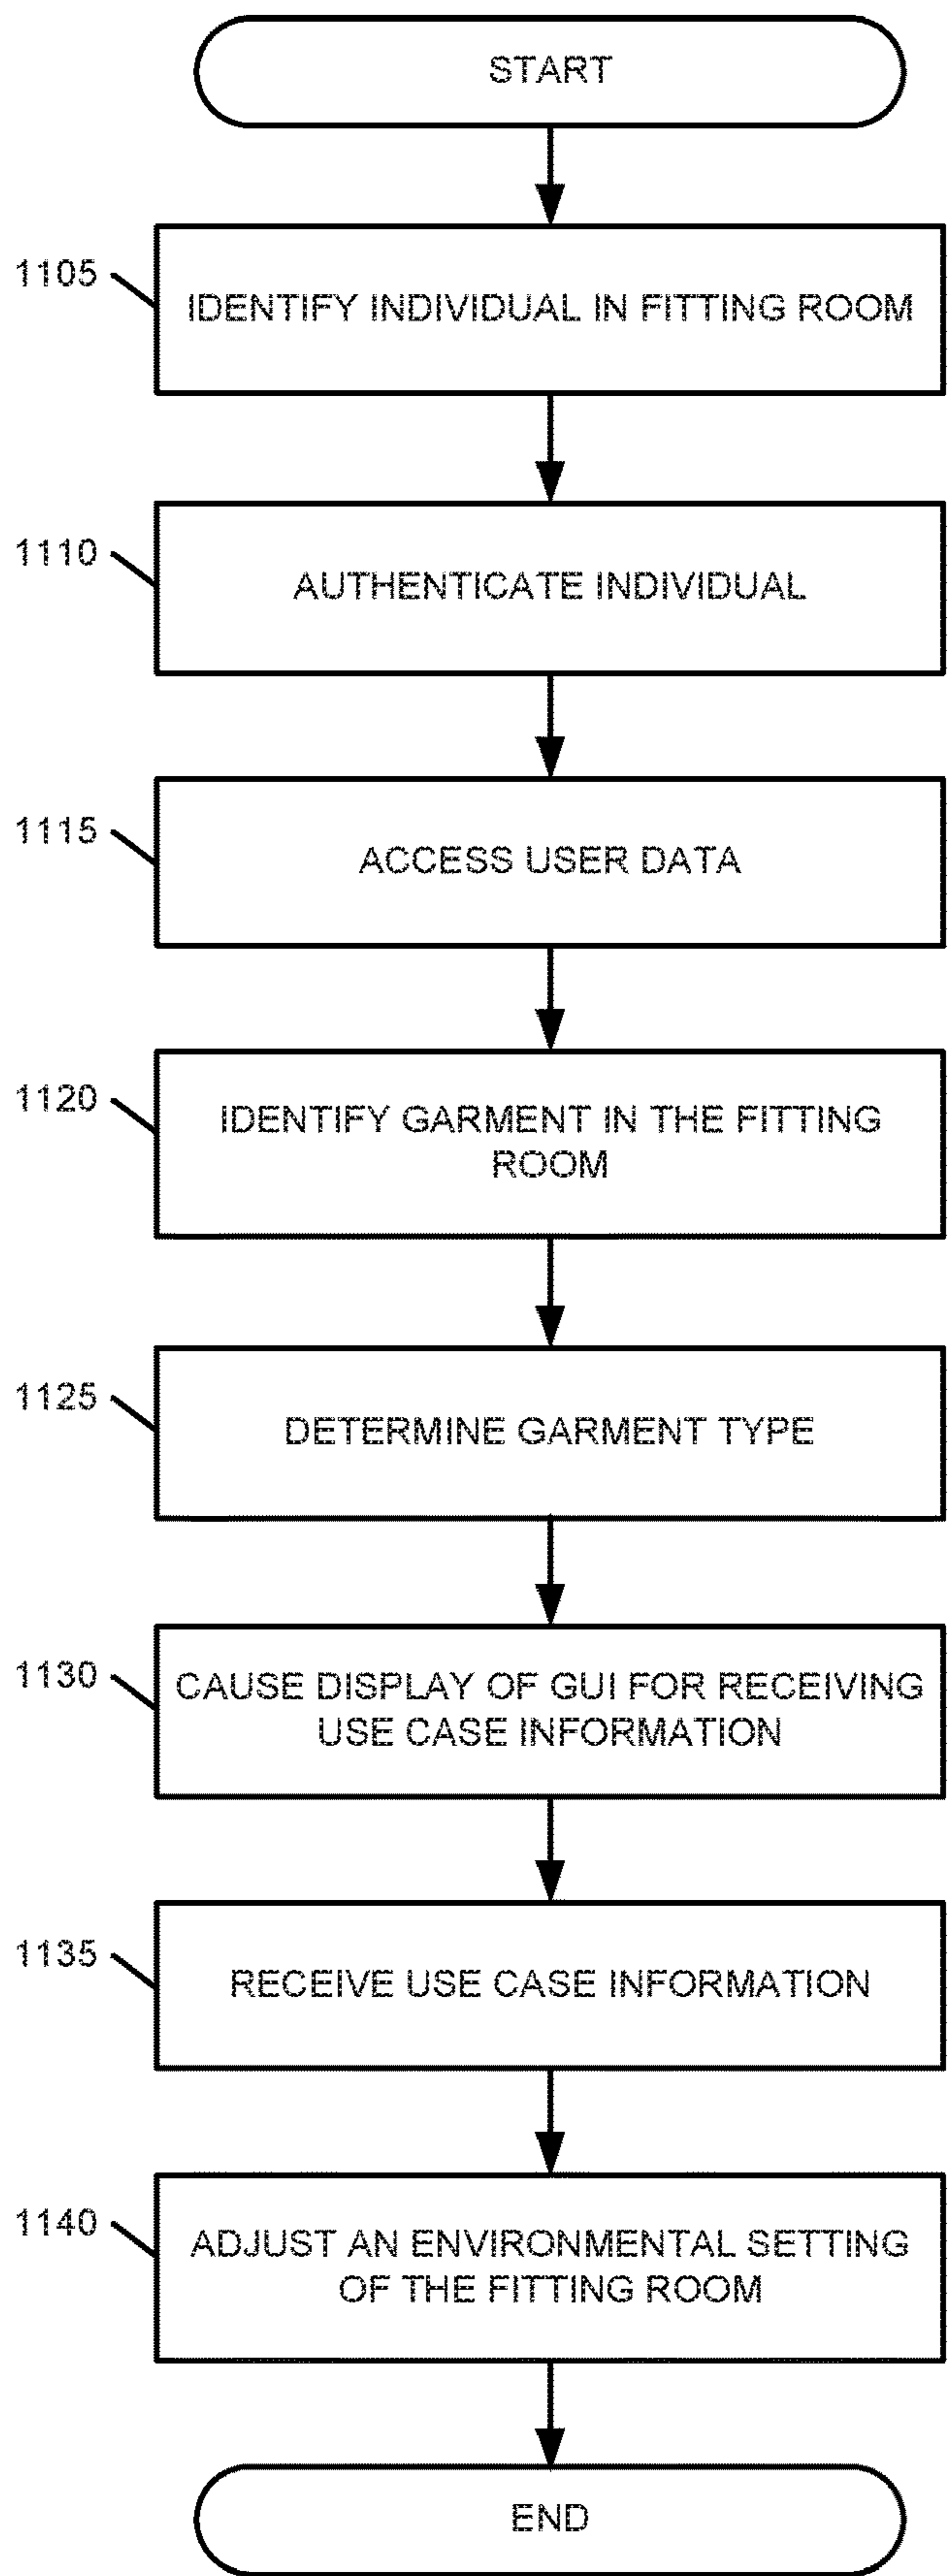 START
1105
IDENTIFY INDIVIDUAL IN FITTING ROOM
1110
AUTHENTICATE INDIVIDUAL
1115
ACCESS USER DATA
1120
IDENTIFY GARMENT IN THE FITTING
ROOM
1125
DETERMINE GARMENT TYPE
1130
CAUSE DISPLAY OF GUI FOR RECEIVING
USE CASE INFORMATION
1135
RECEIVE USE CASE INFORMATION
1140
ADJUST AN ENVIRONMENTAL SETTING
OF THE FITTING ROOM
END